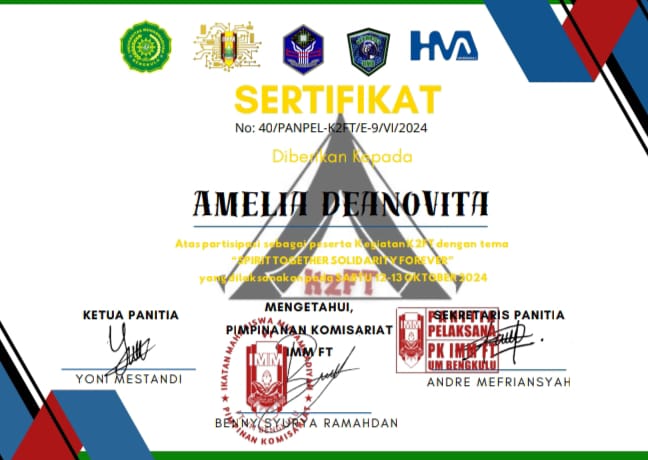 HMA
SERTIFIKAT
No: 40/PANPEL-K2FT/E-9/VI/2024
Diberikan Kepada
AMELIA DEANOVITA
Atas partisipasi sebagai peserta Kegiatan K2FT dengan tema
“SPIRIT TOGETHER SOLIDARITY FOREVER”
yang dilaksanakan pada SABTU 12-13 OKTOBER 2024
K2FT
KETUA PANITIA
YONI MESTANDI
MENGETAHUI,
PIMPINANAN KOMISARIAT
IMM FT
IKATAN MAHASISWA MUHAMMADIYAH
IMM
PIMPINAN KOMISARIAT
BENNY SYURYA RAMAHDAN
SEKRETARIS PANITIA
PANITIA
PELAKSANA
PK IMM FT
UM BENGKULU
ANDRE MEFRIANSYAH